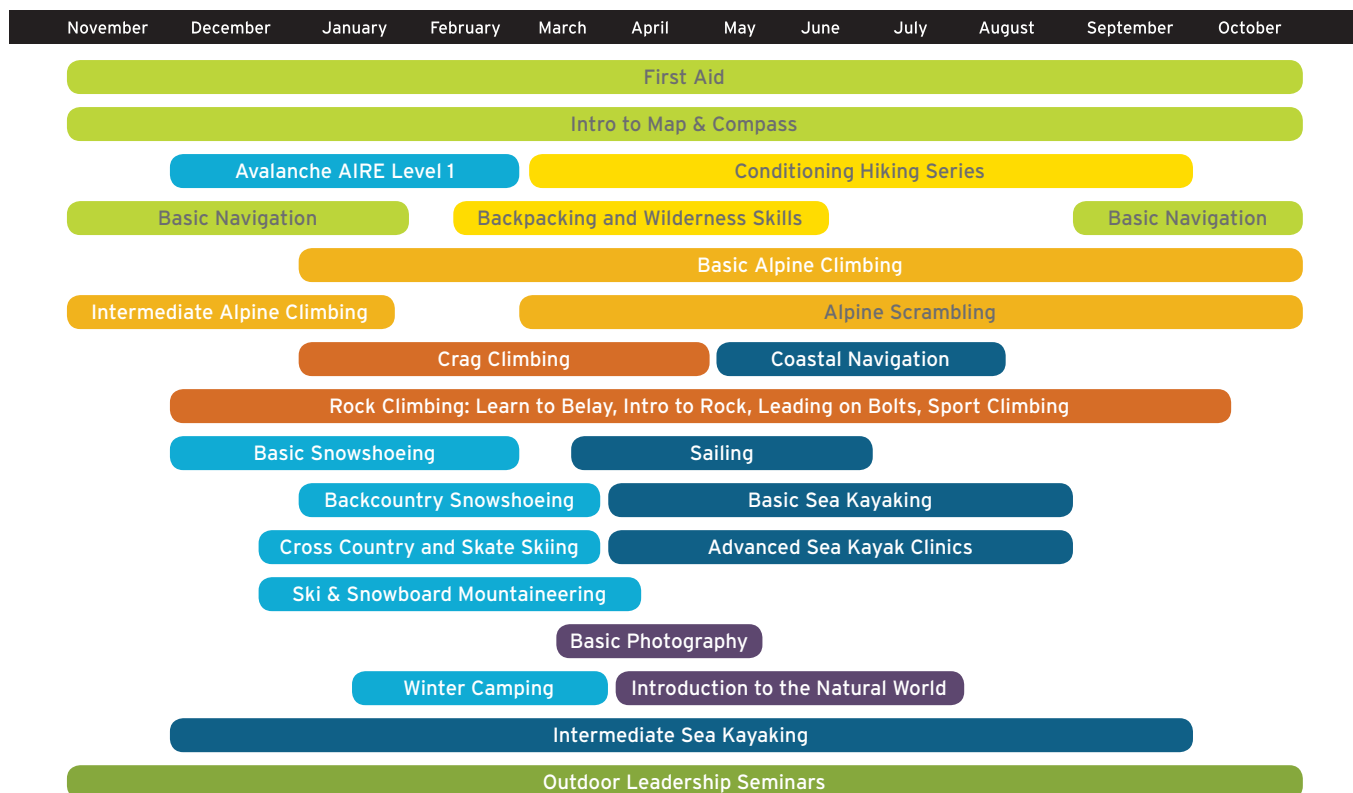 November December January February March April May June July August September October
First Aid
Intro to Map & Compass
Avalanche AIRE Level 1 Conditioning Hiking Series
Basic Navigation Backpacking and Wilderness Skills Basic Navigation
Basic Alpine Climbing
Intermediate Alpine Climbing Alpine Scrambling
Crag Climbing Coastal Navigation
Rock Climbing: Learn to Belay, Intro to Rock, Leading on Bolts, Sport Climbing
Basic Snowshoeing Sailing
Backcountry Snowshoeing Basic Sea Kayaking
Cross Country and Skate Skiing Advanced Sea Kayak Clinics
Ski & Snowboard Mountaineering
Basic Photography
Winter Camping Introduction to the Natural World
Intermediate Sea Kayaking
Outdoor Leadership Seminars